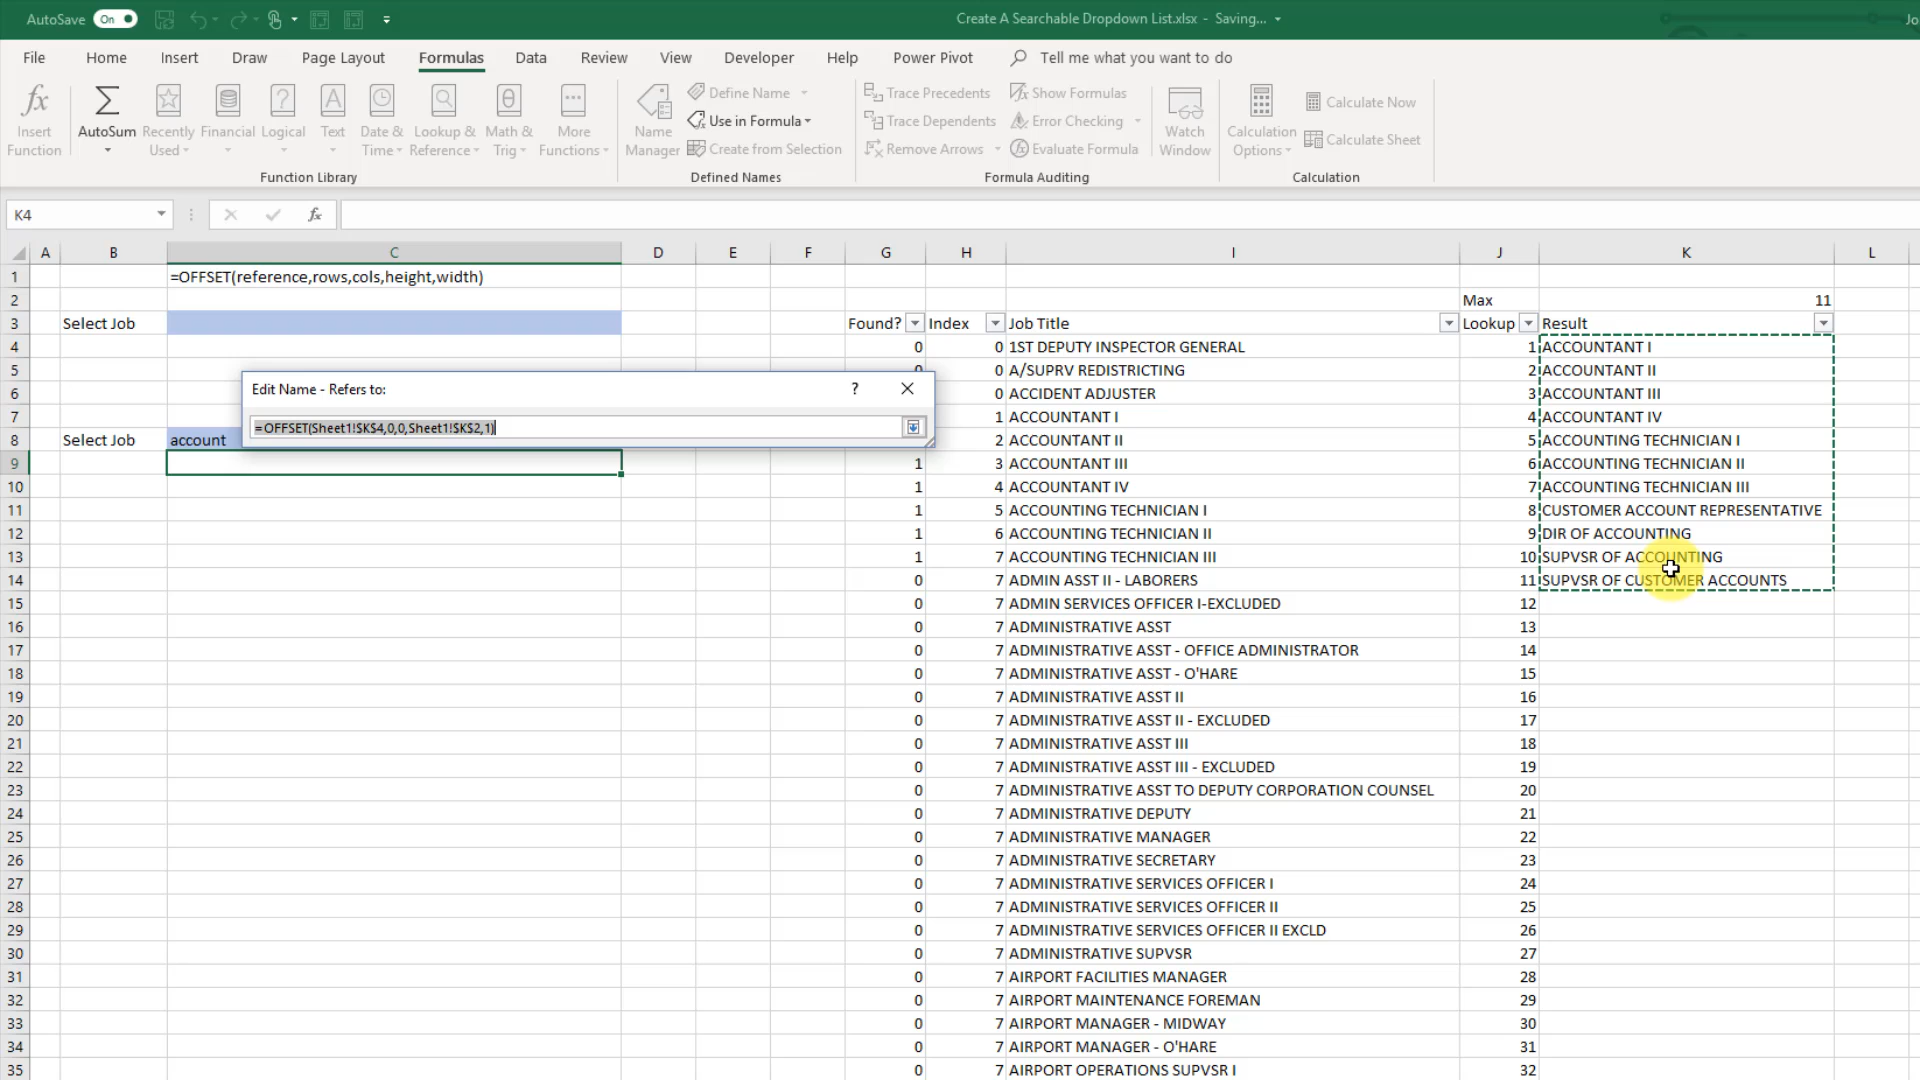 AutoSave On Create A Searchable Dropdown List.xlsx - Saving... Jo
File Home Insert Draw Page Layout Formulas Data Review View Developer Help Power Pivot Tell me what you want to do
Insert Function
AutoSum
Recently Used
Financial
Logical
Text
Date & Time
Lookup & Reference
Math & Trig
More Functions
Function Library
Name Manager
Define Name
Use in Formula
Create from Selection
Defined Names
Trace Precedents
Trace Dependents
Remove Arrows
Show Formulas
Error Checking
Evaluate Formula
Formula Auditing
Watch Window
Calculation Options
Calculate Now
Calculate Sheet
Calculation
K4 fx
A B C D E F G H I J K L
1 =OFFSET(reference,rows,cols,height,width)
2 Max 11
3 Select Job Found? Index Job Title Lookup Result
4 0 0 1ST DEPUTY INSPECTOR GENERAL 1 ACCOUNTANT I
5 0 A/SUPRV REDISTRICTING 2 ACCOUNTANT II
Edit Name - Refers to: ?
6 0 ACCIDENT ADJUSTER 3 ACCOUNTANT III
7 1 ACCOUNTANT I 4 ACCOUNTANT IV
=OFFSET(Sheet1!$K$4,0,0,Sheet1!$K$2,1)
8 Select Job account 2 ACCOUNTANT II 5 ACCOUNTING TECHNICIAN I
9 1 3 ACCOUNTANT III 6 ACCOUNTING TECHNICIAN II
10 1 4 ACCOUNTANT IV 7 ACCOUNTING TECHNICIAN III
11 1 5 ACCOUNTING TECHNICIAN I 8 CUSTOMER ACCOUNT REPRESENTATIVE
12 1 6 ACCOUNTING TECHNICIAN II 9 DIR OF ACCOUNTING
13 1 7 ACCOUNTING TECHNICIAN III 10 SUPVSR OF ACCOUNTING
14 0 7 ADMIN ASST II - LABORERS 11 SUPVSR OF CUSTOMER ACCOUNTS
15 0 7 ADMIN SERVICES OFFICER I-EXCLUDED 12
16 0 7 ADMINISTRATIVE ASST 13
17 0 7 ADMINISTRATIVE ASST - OFFICE ADMINISTRATOR 14
18 0 7 ADMINISTRATIVE ASST - O'HARE 15
19 0 7 ADMINISTRATIVE ASST II 16
20 0 7 ADMINISTRATIVE ASST II - EXCLUDED 17
21 0 7 ADMINISTRATIVE ASST III 18
22 0 7 ADMINISTRATIVE ASST III - EXCLUDED 19
23 0 7 ADMINISTRATIVE ASST TO DEPUTY CORPORATION COUNSEL 20
24 0 7 ADMINISTRATIVE DEPUTY 21
25 0 7 ADMINISTRATIVE MANAGER 22
26 0 7 ADMINISTRATIVE SECRETARY 23
27 0 7 ADMINISTRATIVE SERVICES OFFICER I 24
28 0 7 ADMINISTRATIVE SERVICES OFFICER II 25
29 0 7 ADMINISTRATIVE SERVICES OFFICER II EXCLD 26
30 0 7 ADMINISTRATIVE SUPVSR 27
31 0 7 AIRPORT FACILITIES MANAGER 28
32 0 7 AIRPORT MAINTENANCE FOREMAN 29
33 0 7 AIRPORT MANAGER - MIDWAY 30
34 0 7 AIRPORT MANAGER - O'HARE 31
35 0 7 AIRPORT OPERATIONS SUPVSR I 32